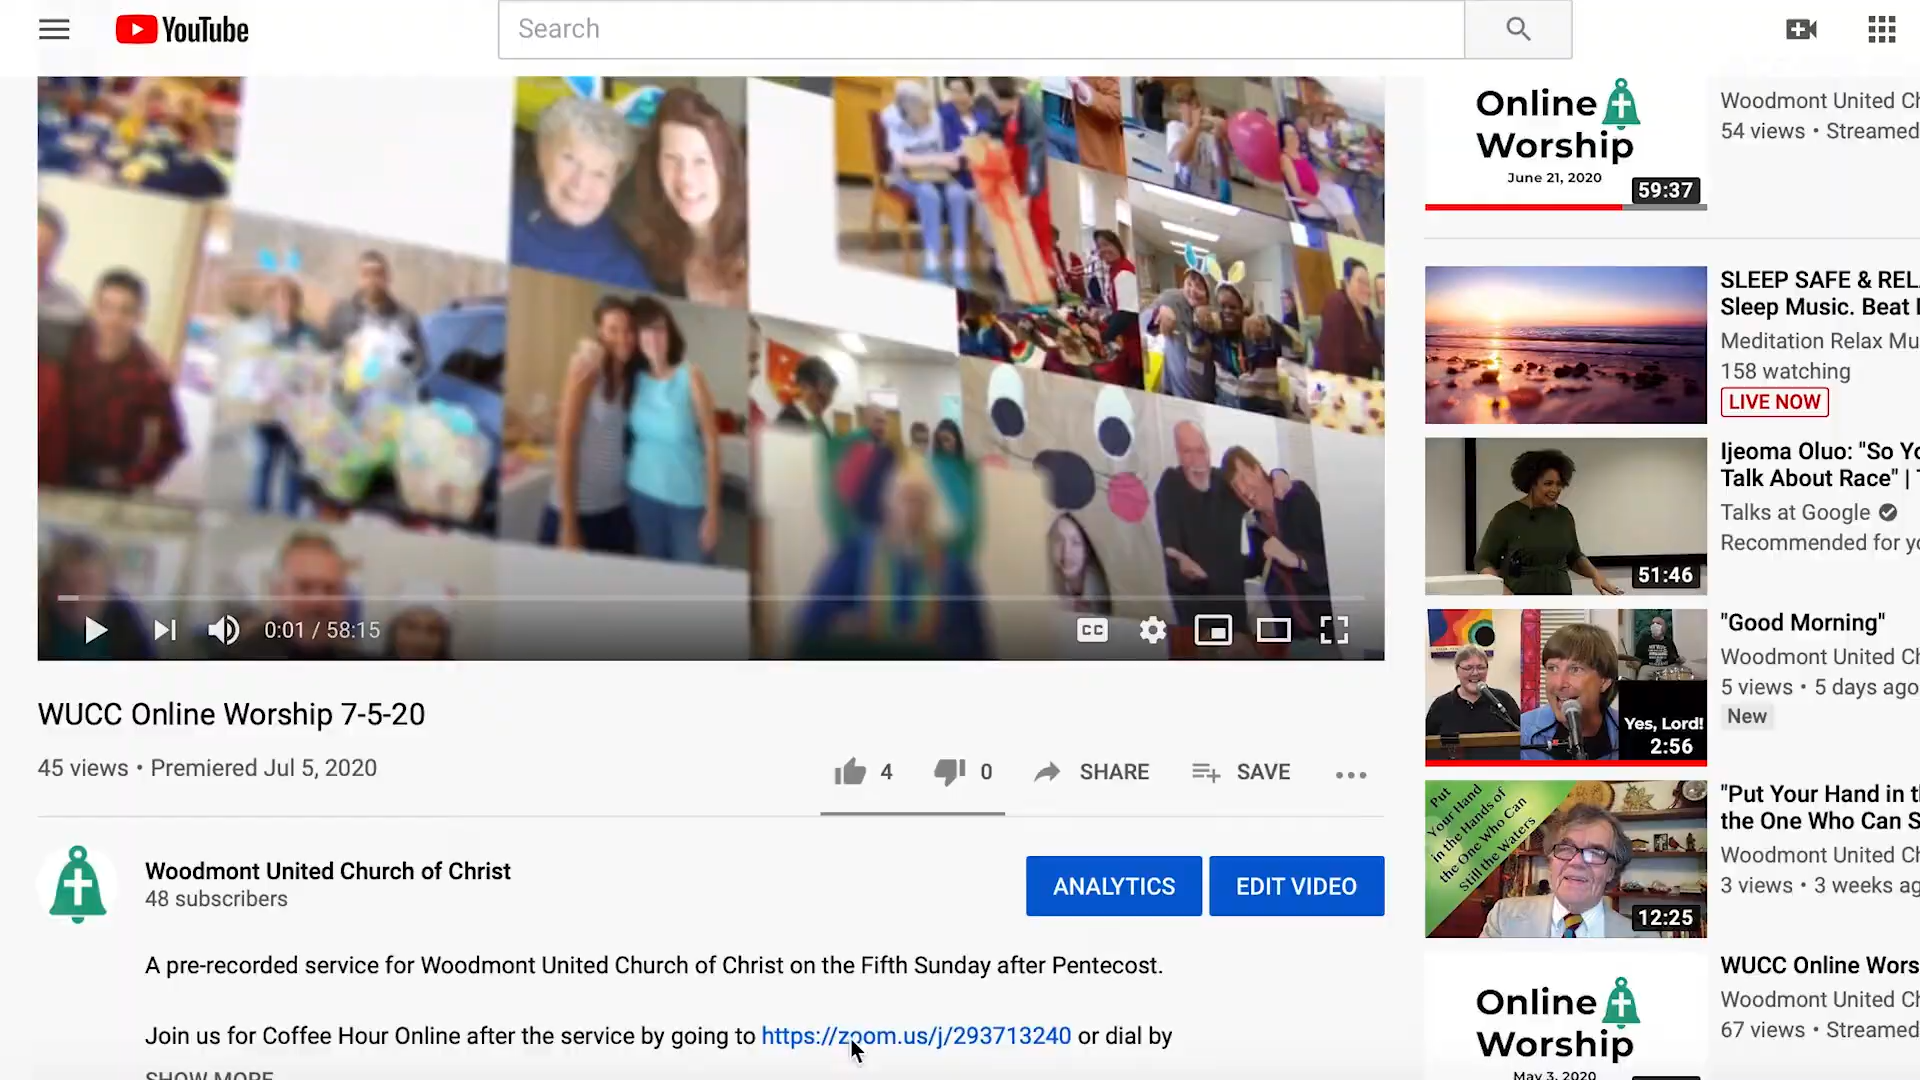 YouTube
Search
0:01 / 58:15
CC
WUCC Online Worship 7-5-20
45 views • Premiered Jul 5, 2020
4
0
SHARE
SAVE
Woodmont United Church of Christ
48 subscribers
ANALYTICS
EDIT VIDEO
A pre-recorded service for Woodmont United Church of Christ on the Fifth Sunday after Pentecost.
Join us for Coffee Hour Online after the service by going to https://zoom.us/j/293713240 or dial by
SHOW MORE
Online
Worship
June 21, 2020
59:37
Woodmont United Ch
54 views • Streamed
SLEEP SAFE & REL
Sleep Music. Beat
Meditation Relax Mu
158 watching
LIVE NOW
51:46
Ijeoma Oluo: "So Yo
Talk About Race" |
Talks at Google
Recommended for yo
Yes, Lord!
2:56
"Good Morning"
Woodmont United Ch
5 views • 5 days ago
New
Put
Your Hand
in the Hands of
the One Who Can
Still the Waters
12:25
"Put Your Hand in th
the One Who Can S
Woodmont United Ch
3 views • 3 weeks ag
Online
Worship
May 3, 2020
WUCC Online Wors
Woodmont United Ch
67 views • Streamed